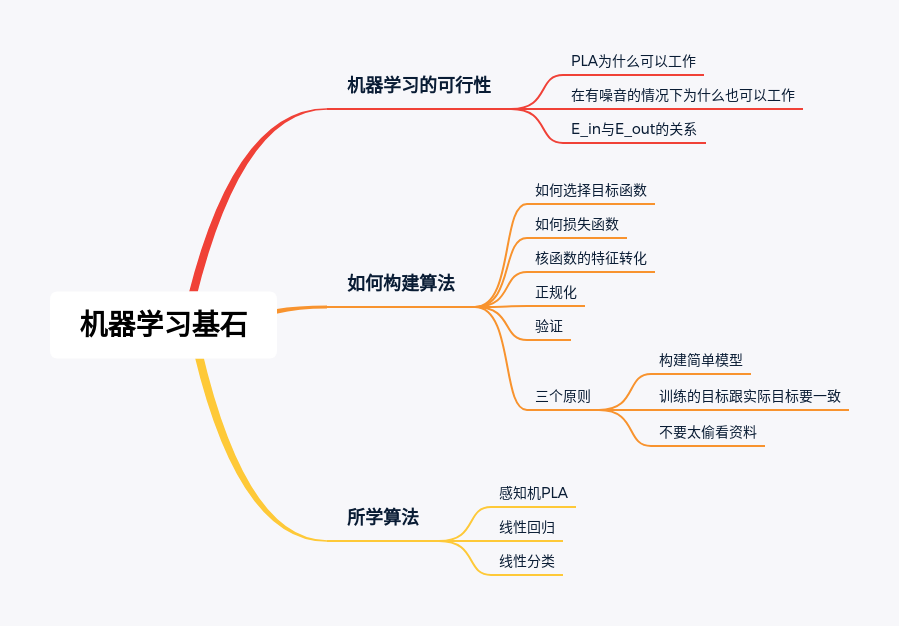 机器学习基石
机器学习的可行性
PLA为什么可以工作
在有噪音的情况下为什么也可以工作
E_in与E_out的关系
如何构建算法
如何选择目标函数
如何损失函数
核函数的特征转化
正规化
验证
三个原则
构建简单模型
训练的目标跟实际目标要一致
不要太偷看资料
所学算法
感知机PLA
线性回归
线性分类